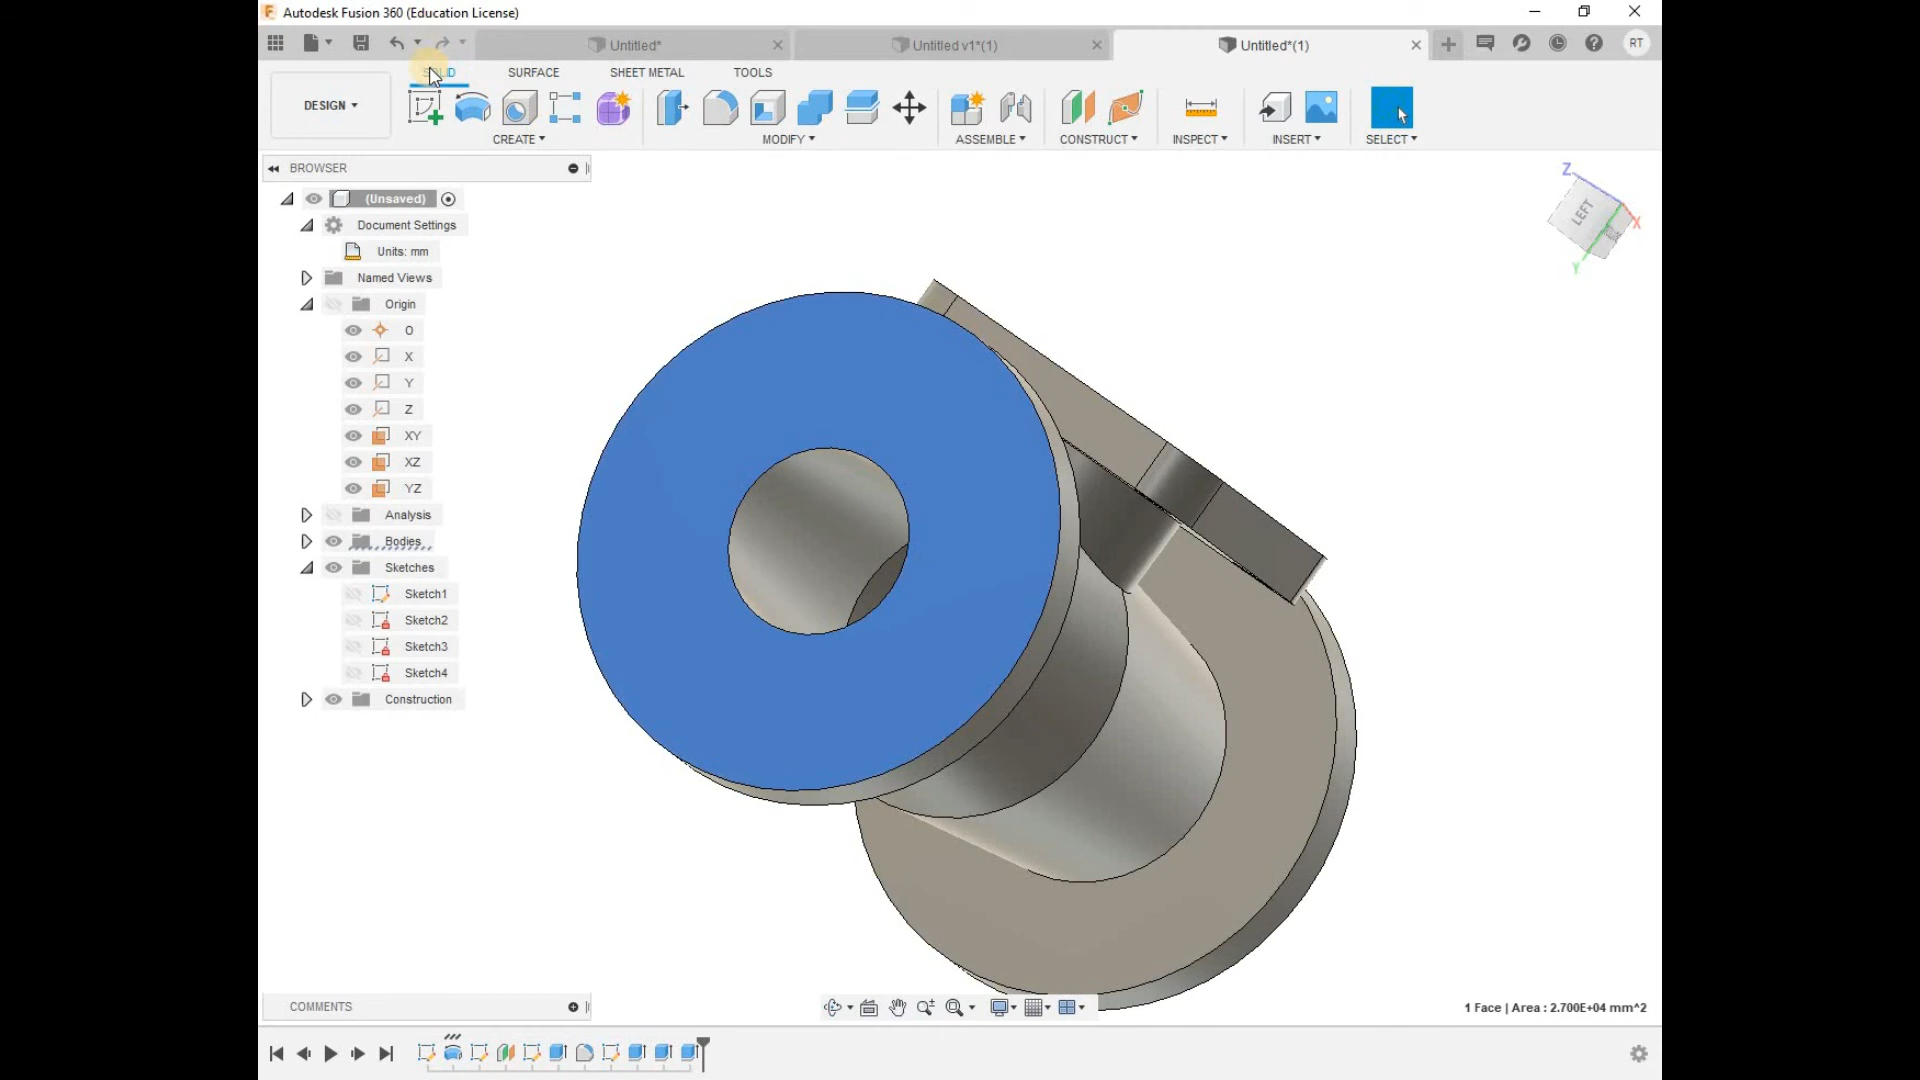 Autodesk Fusion 360 (Education License)
Untitled*
Untitled v1*(1)
Untitled*(1)
RT
SURFACE
SHEET METAL
TOOLS
DESIGN
CREATE
MODIFY
ASSEMBLE
CONSTRUCT
INSPECT
INSERT
SELECT
BROWSER
(Unsaved)
Document Settings
Units: mm
Named Views
Origin
O
X
Y
Z
XY
XZ
YZ
Analysis
Bodies
Sketches
Sketch1
Sketch2
Sketch3
Sketch4
Construction
Z
LEFT
X
Y
COMMENTS
1 Face | Area : 2.700E+04 mm^2